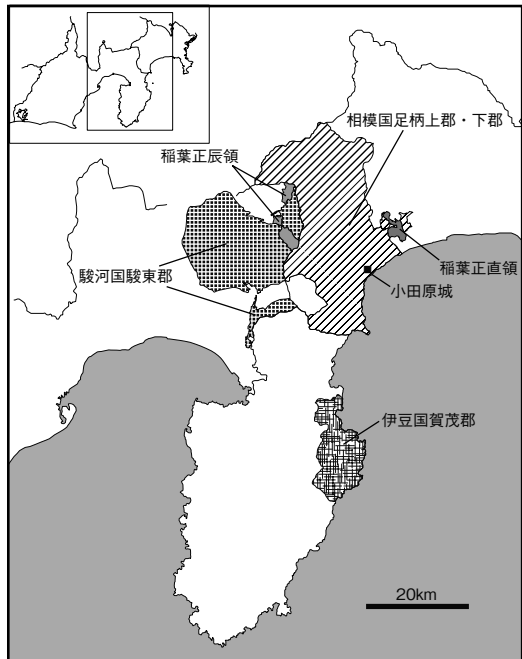 相模国足柄上郡・下郡
稲葉正辰領
稲葉正直領
駿河国駿東郡
小田原城
伊豆国賀茂郡
20km